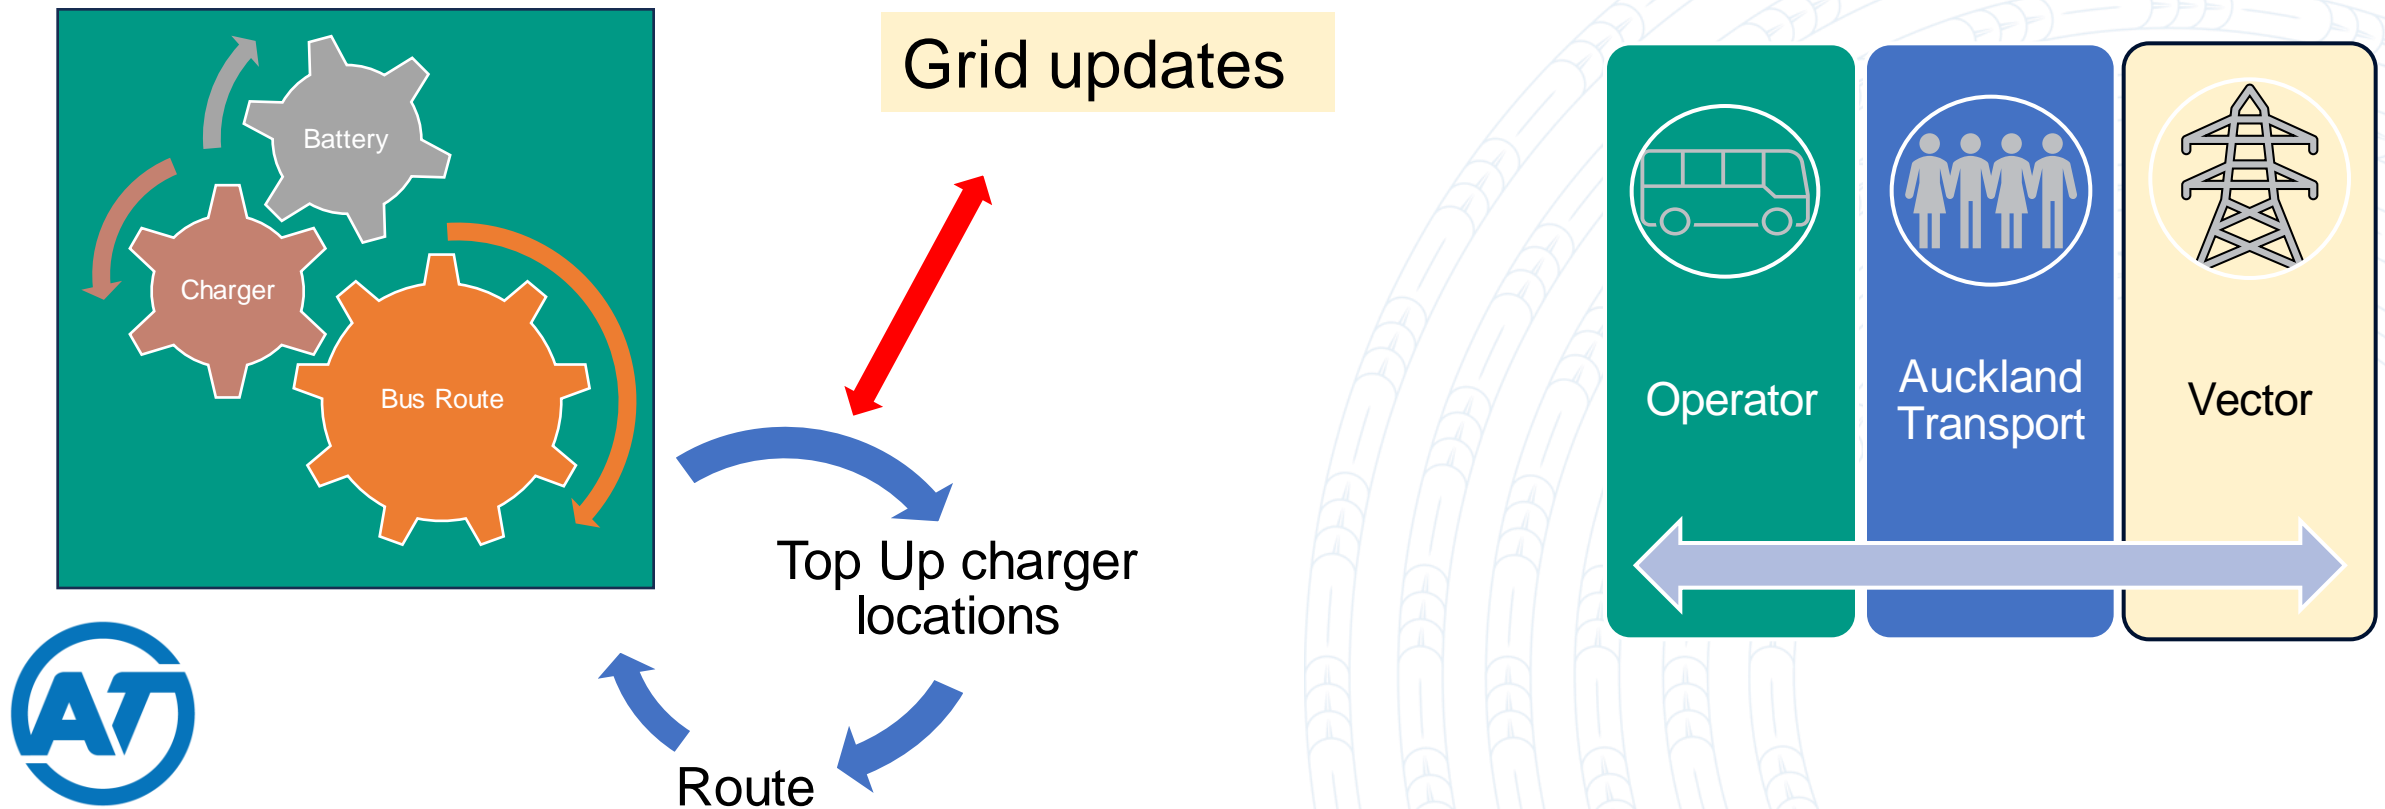 Battery
Charger
Bus Route
Grid updates
Top Up charger
locations
Route
AT
Operator
Auckland
Transport
Vector